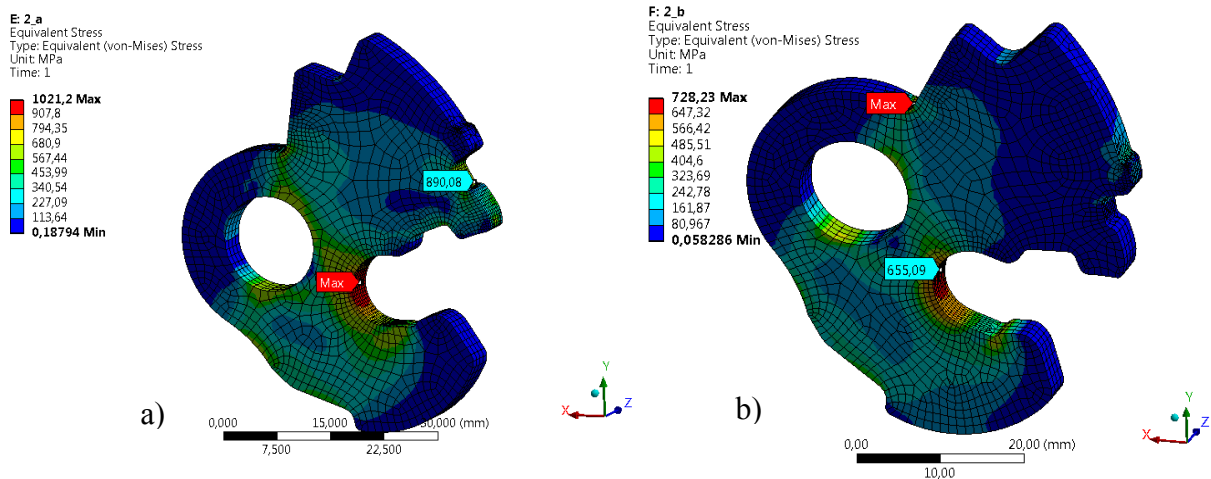 E: 2_a
Equivalent Stress
Type: Equivalent (von-Mises) Stress
Unit: MPa
Time: 1
1021,2 Max
907,8
794,35
680,9
567,44
453,99
340,54
227,09
113,64
0,18794 Min
890,08
Max
a)
0,000
15,000
30,000 (mm)
7,500
22,500
Y
X
Z
F: 2_b
Equivalent Stress
Type: Equivalent (von-Mises) Stress
Unit: MPa
Time: 1
728,23 Max
647,32
566,42
485,51
404,6
323,69
242,78
161,87
80,967
0,058286 Min
Max
655,09
b)
0,00
20,00 (mm)
10,00
Y
X
Z